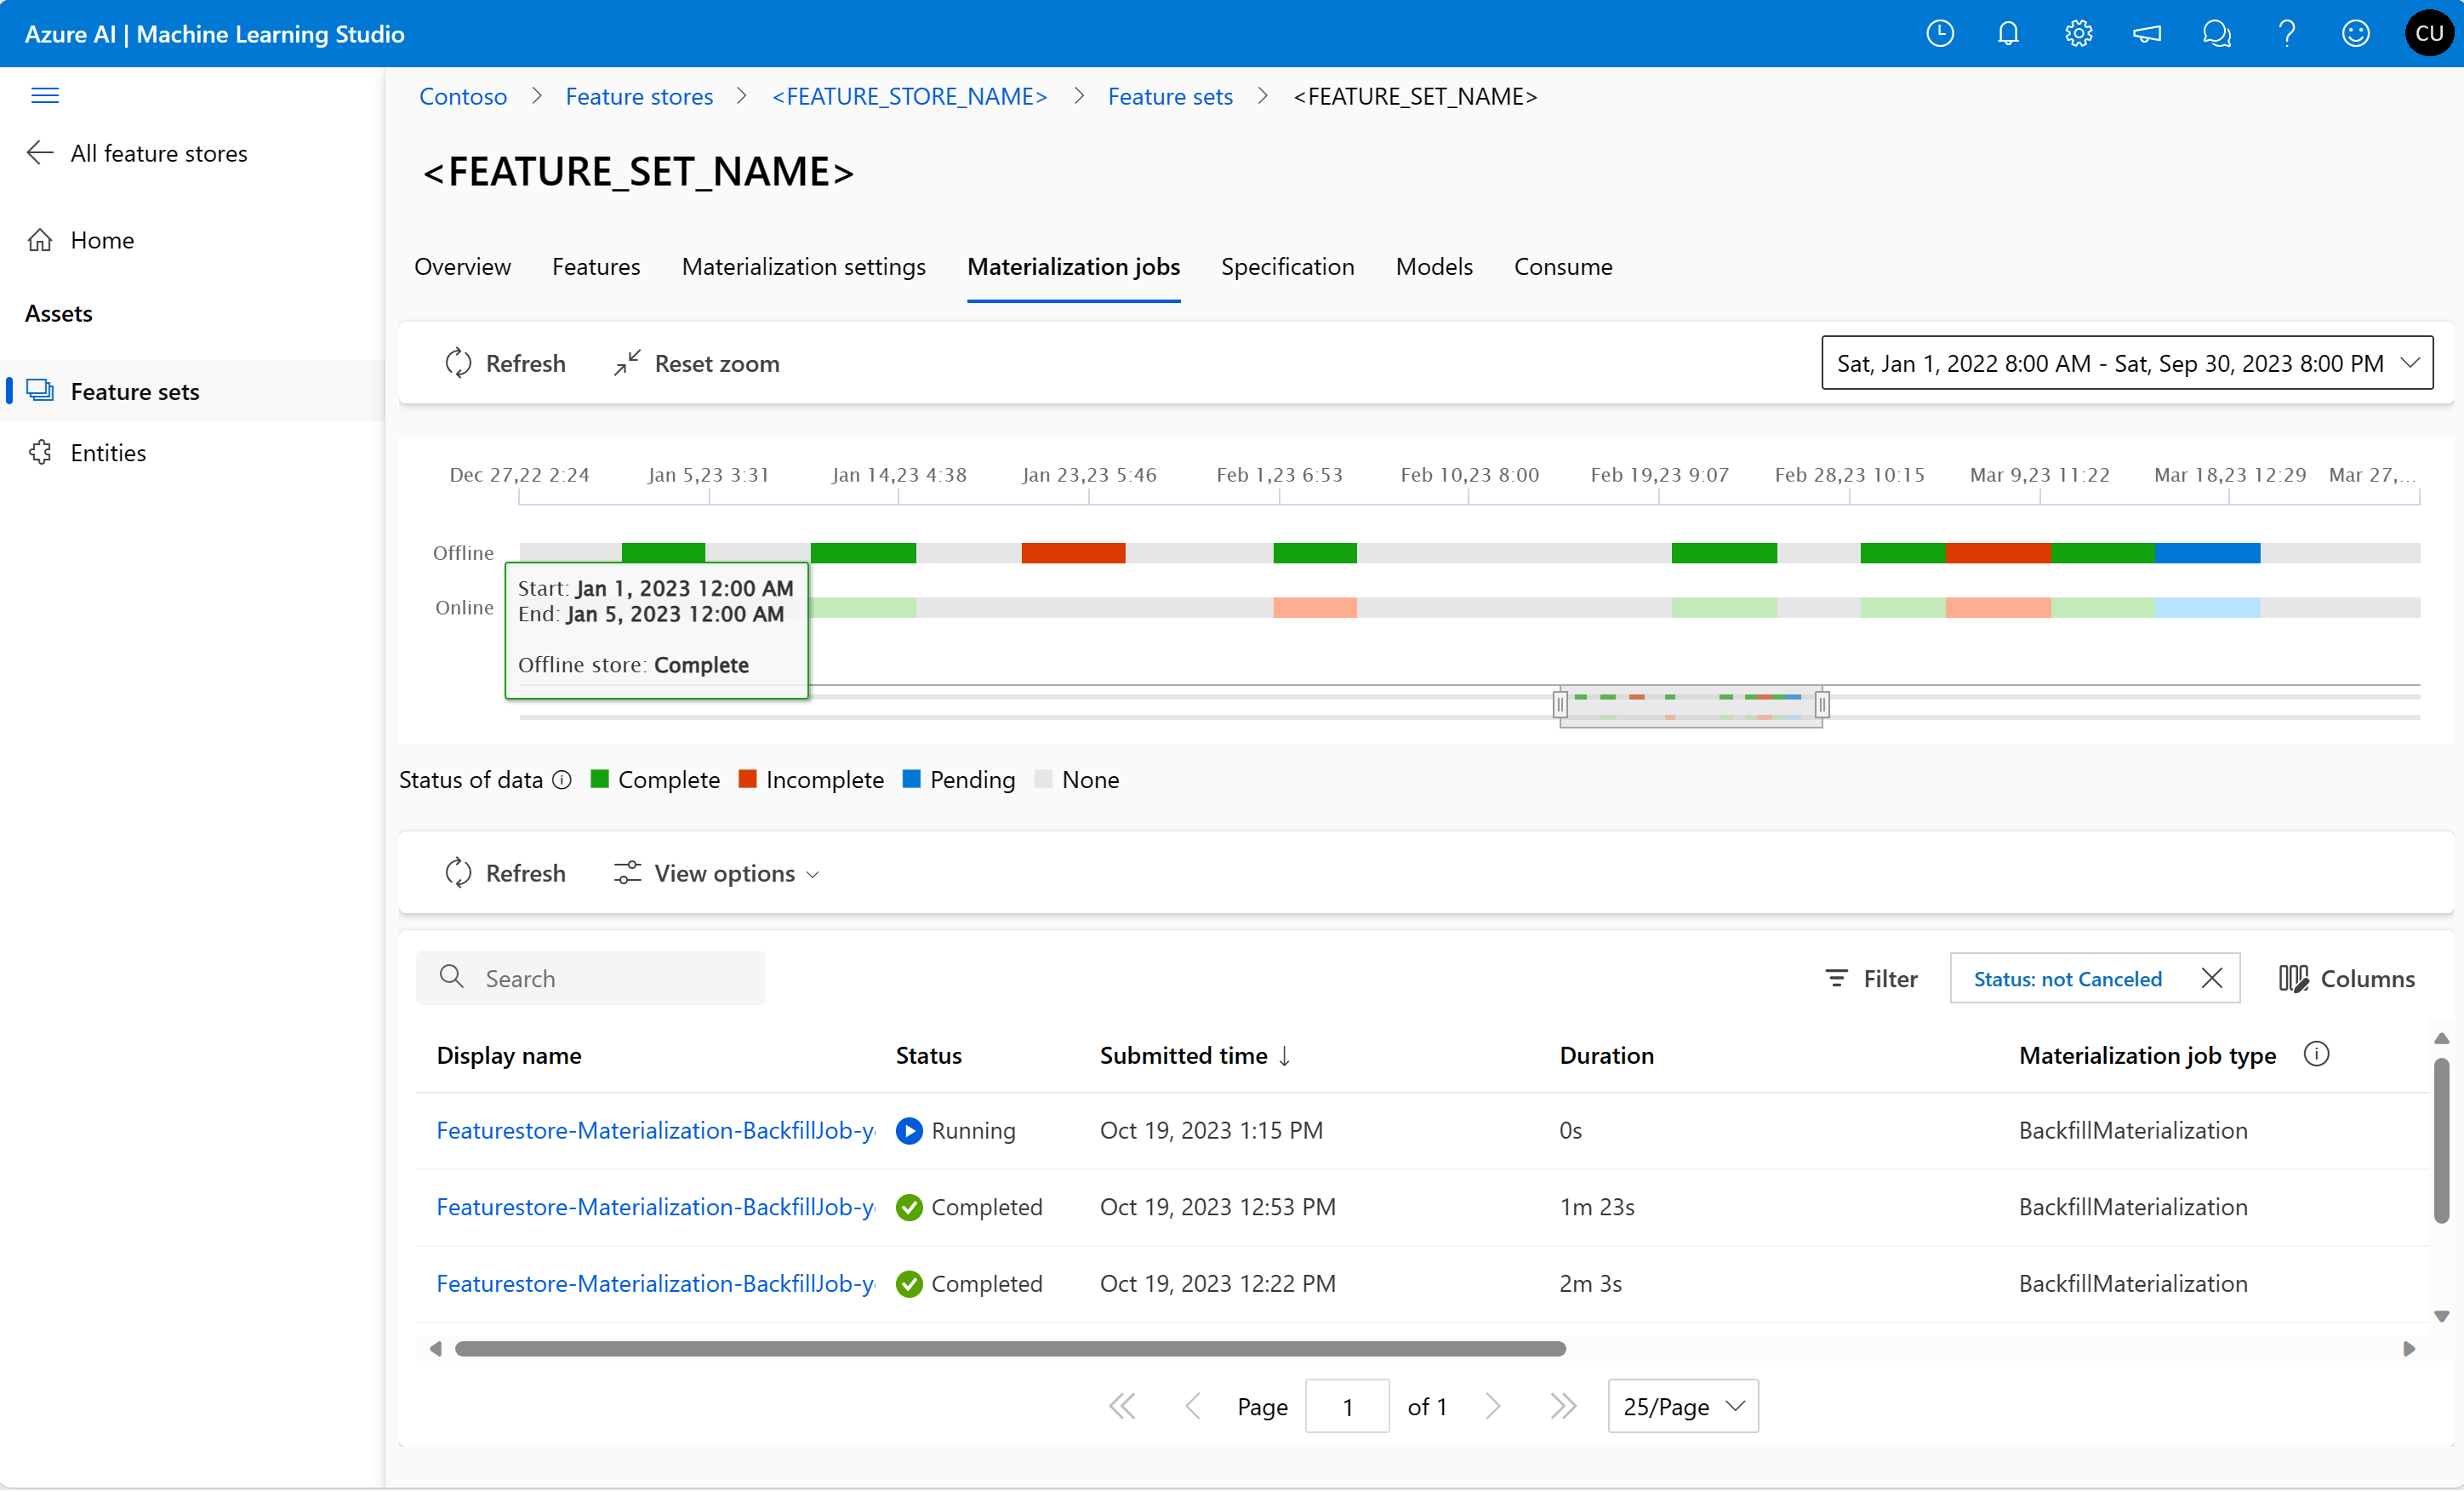 Azure AI | Machine Learning Studio
CU
Contoso > Feature stores > <FEATURE_STORE_NAME> > Feature sets > <FEATURE_SET_NAME>
All feature stores
Home
Assets
Feature sets
Entities
<FEATURE_SET_NAME>
Overview Features Materialization settings Materialization jobs Specification Models Consume
Refresh Reset zoom
Sat, Jan 1, 2022 8:00 AM - Sat, Sep 30, 2023 8:00 PM
Dec 27,22 2:24 Jan 5,23 3:31 Jan 14,23 4:38 Jan 23,23 5:46 Feb 1,23 6:53 Feb 10,23 8:00 Feb 19,23 9:07 Feb 28,23 10:15 Mar 9,23 11:22 Mar 18,23 12:29 Mar 27,...
Offline
Start: Jan 1, 2023 12:00 AM
End: Jan 5, 2023 12:00 AM
Offline store: Complete
Online
Status of data Complete Incomplete Pending None
Refresh View options
Search
Filter Status: not Canceled Columns
Display name Status Submitted time ↓ Duration Materialization job type
Featurestore-Materialization-BackfillJob-y Running Oct 19, 2023 1:15 PM 0s BackfillMaterialization
Featurestore-Materialization-BackfillJob-y Completed Oct 19, 2023 12:53 PM 1m 23s BackfillMaterialization
Featurestore-Materialization-BackfillJob-y Completed Oct 19, 2023 12:22 PM 2m 3s BackfillMaterialization
Page 1 of 1 25/Page